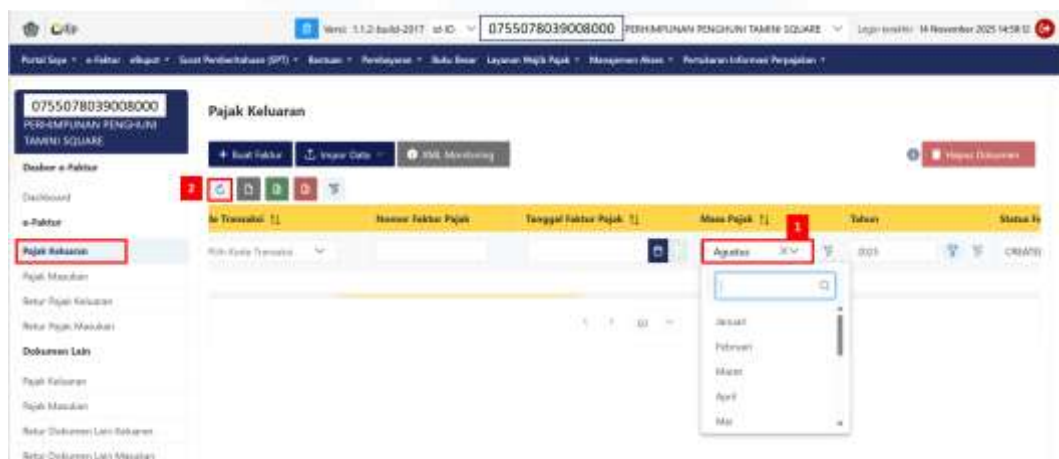 Versi: 1.1.2-build-2017 id-ID 0755078039008000 PERHIMPUNAN PENGHUNI TAMINI SQUARE Login terakhir: 14 November 2025 14:58:12
Portal Saya e-Faktur eBupot Surat Pemberitahuan (SPT) Bantuan Pembayaran Buku Besar Layanan Wajib Pajak Manajemen Akses Pertukaran Informasi Perpajakan
0755078039008000
PERHIMPUNAN PENGHUNI
TAMINI SQUARE
Pajak Keluaran
+ Buat Faktur Impor Data XML Monitoring Hapus Dokumen
Dasbor e-Faktur
Dashboard
2
e-Faktur
de Transaksi Nomor Faktur Pajak Tanggal Faktur Pajak Masa Pajak 1 Tahun Status
Pajak Keluaran
Pilih Kode Transaksi Agustus 2025 CREATED
Pajak Masukan
Retur Pajak Keluaran
Retur Pajak Masukan
Januari
Februari
Maret
April
Mei
Dokumen Lain
Pajak Keluaran
Pajak Masukan
Retur Dokumen Lain Keluaran
Retur Dokumen Lain Masukan